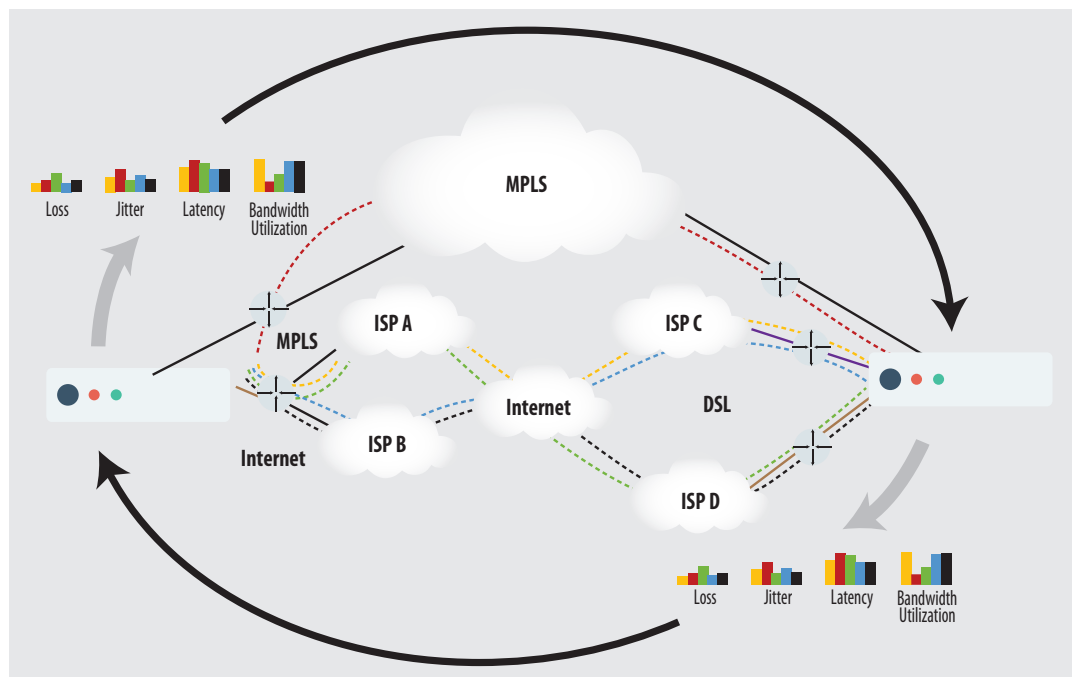 MPLS
Loss
Jitter
Latency
Bandwidth
Utilization
ISP A
ISP C
MPLS
Internet
DSL
ISP B
Internet
ISP D
Loss
Jitter
Latency
Bandwidth
Utilization